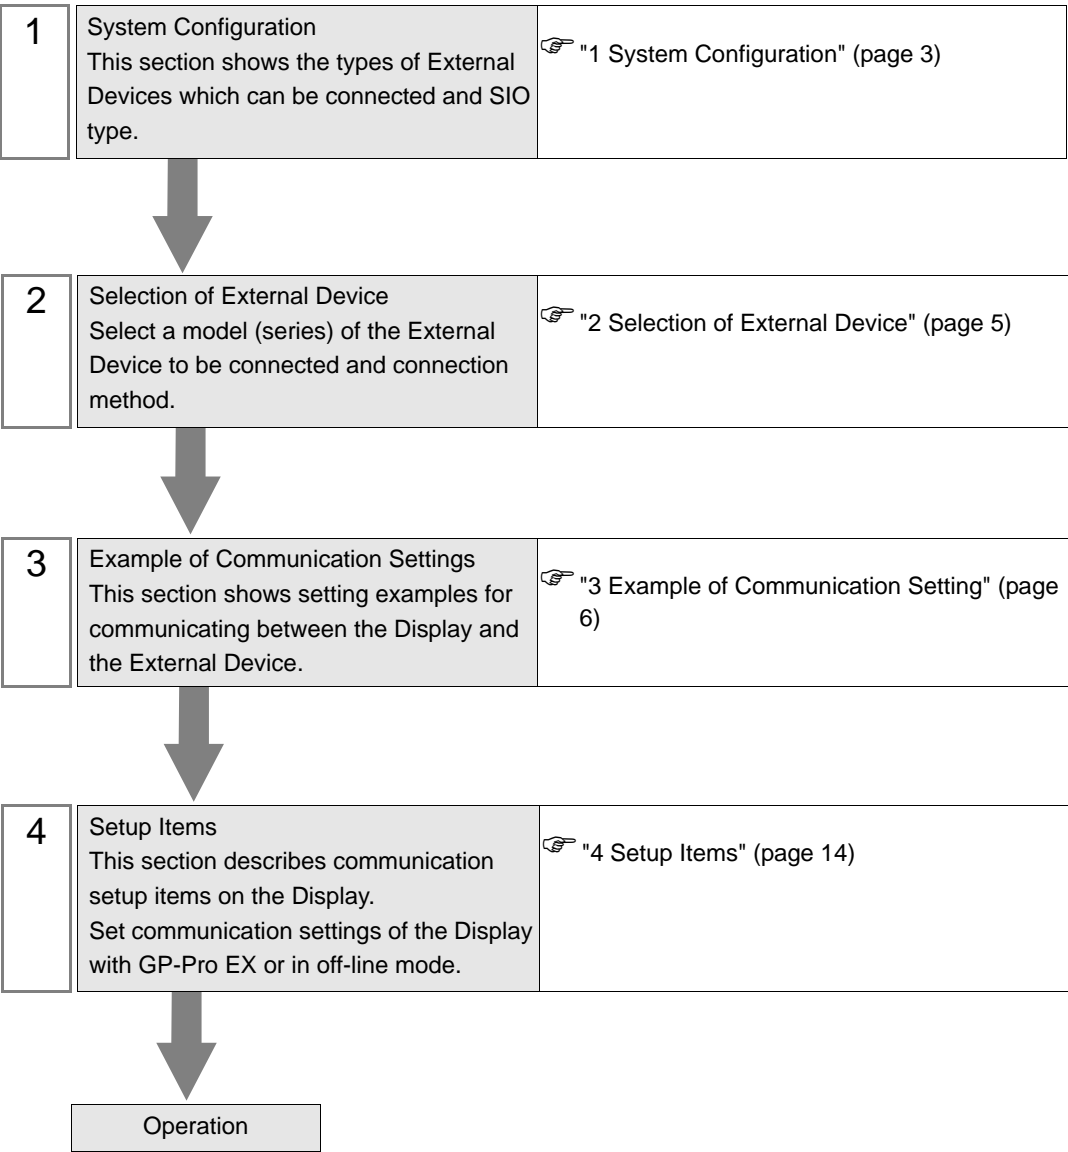 1
System Configuration
This section shows the types of External
Devices which can be connected and SIO
type.
"1 System Configuration" (page 3)
2
Selection of External Device
Select a model (series) of the External
Device to be connected and connection
method.
"2 Selection of External Device" (page 5)
3
Example of Communication Settings
This section shows setting examples for
communicating between the Display and
the External Device.
"3 Example of Communication Setting" (page
6)
4
Setup Items
This section describes communication
setup items on the Display.
Set communication settings of the Display
with GP-Pro EX or in off-line mode.
"4 Setup Items" (page 14)
Operation